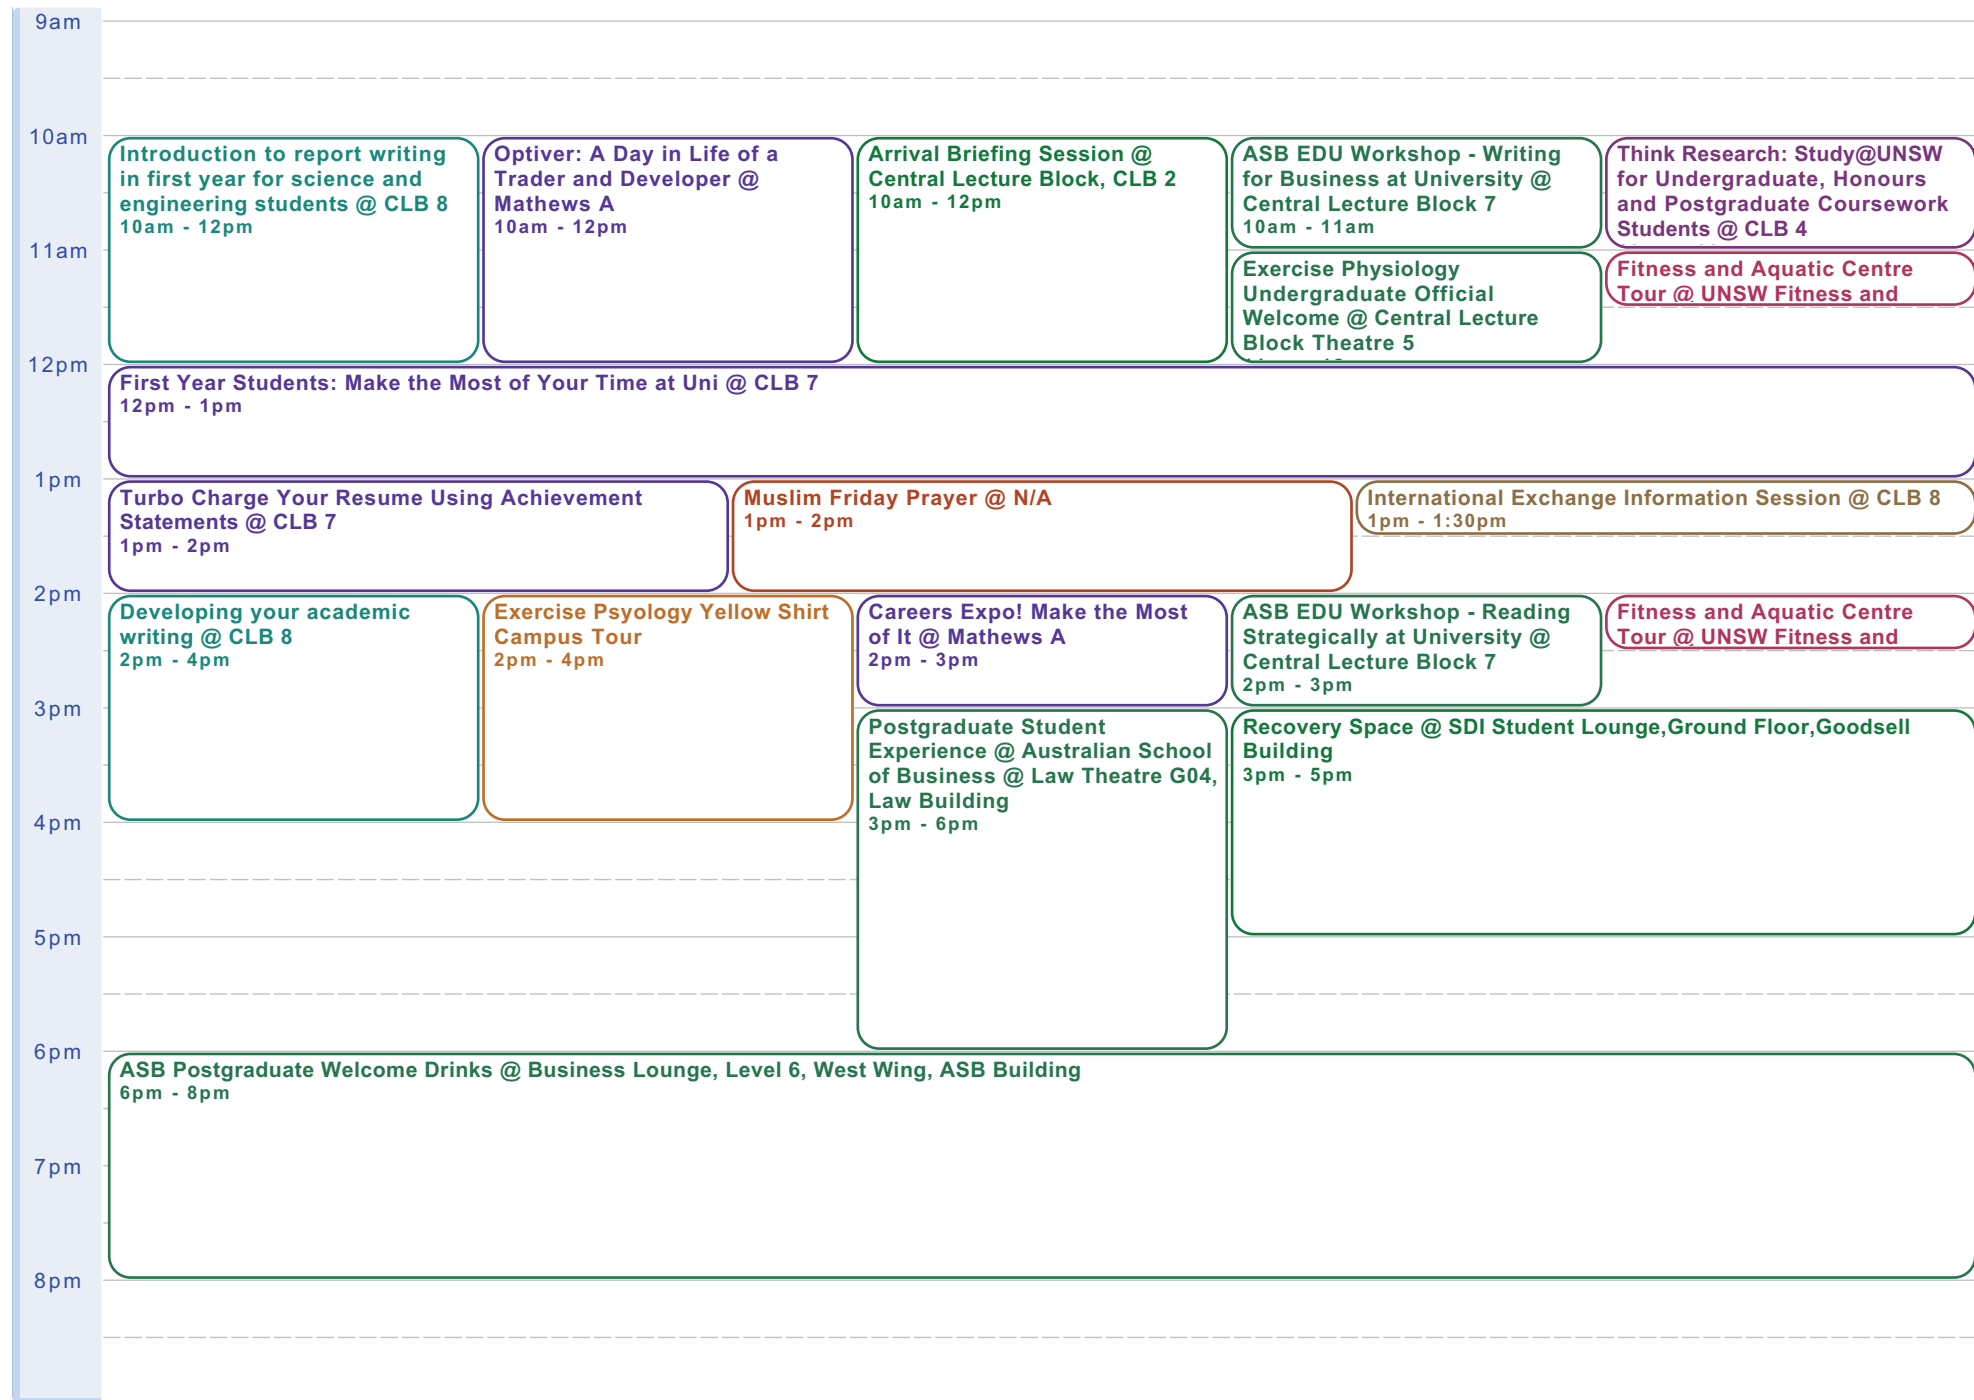 9am
10am
Introduction to report writing
in first year for science and
engineering students @ CLB 8
10am - 12pm
Optiver: A Day in Life of a
Trader and Developer @
Mathews A
10am - 12pm
Arrival Briefing Session @
Central Lecture Block, CLB 2
10am - 12pm
ASB EDU Workshop - Writing
for Business at University @
Central Lecture Block 7
10am - 11am
Think Research: Study@UNSW
for Undergraduate, Honours
and Postgraduate Coursework
Students @ CLB 4
11am
Exercise Physiology
Undergraduate Official
Welcome @ Central Lecture
Block Theatre 5
Fitness and Aquatic Centre
Tour @ UNSW Fitness and
12pm
First Year Students: Make the Most of Your Time at Uni @ CLB 7
12pm - 1pm
1pm
Turbo Charge Your Resume Using Achievement
Statements @ CLB 7
1pm - 2pm
Muslim Friday Prayer @ N/A
1pm - 2pm
International Exchange Information Session @ CLB 8
1pm - 1:30pm
2pm
Developing your academic
writing @ CLB 8
2pm - 4pm
Exercise Psyology Yellow Shirt
Campus Tour
2pm - 4pm
Careers Expo! Make the Most
of It @ Mathews A
2pm - 3pm
ASB EDU Workshop - Reading
Strategically at University @
Central Lecture Block 7
2pm - 3pm
Fitness and Aquatic Centre
Tour @ UNSW Fitness and
3pm
Postgraduate Student
Experience @ Australian School
of Business @ Law Theatre G04,
Law Building
3pm - 6pm
Recovery Space @ SDI Student Lounge,Ground Floor,Goodsell
Building
3pm - 5pm
4pm
5pm
6pm
ASB Postgraduate Welcome Drinks @ Business Lounge, Level 6, West Wing, ASB Building
6pm - 8pm
7pm
8pm